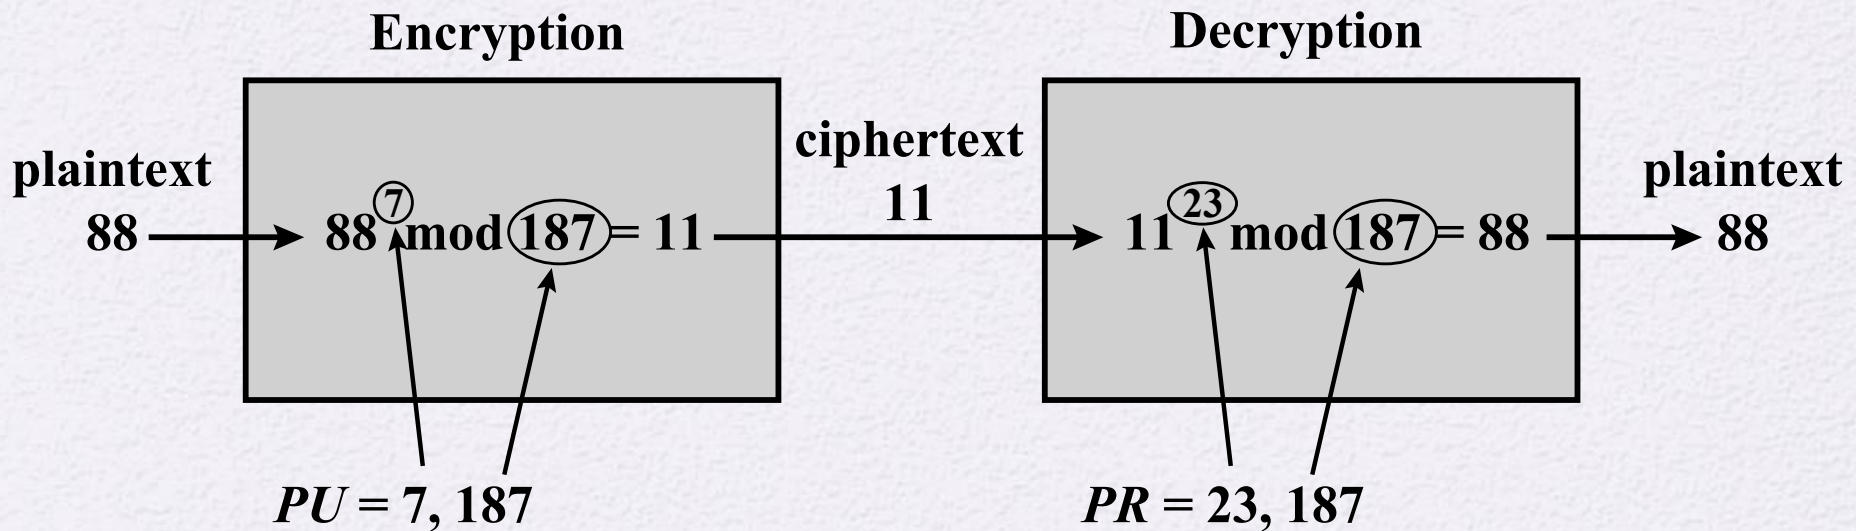 Encryption
Decryption
plaintext
88
88^7 mod 187 = 11
ciphertext
11
11^23 mod 187 = 88
plaintext
88
PU = 7, 187
PR = 23, 187